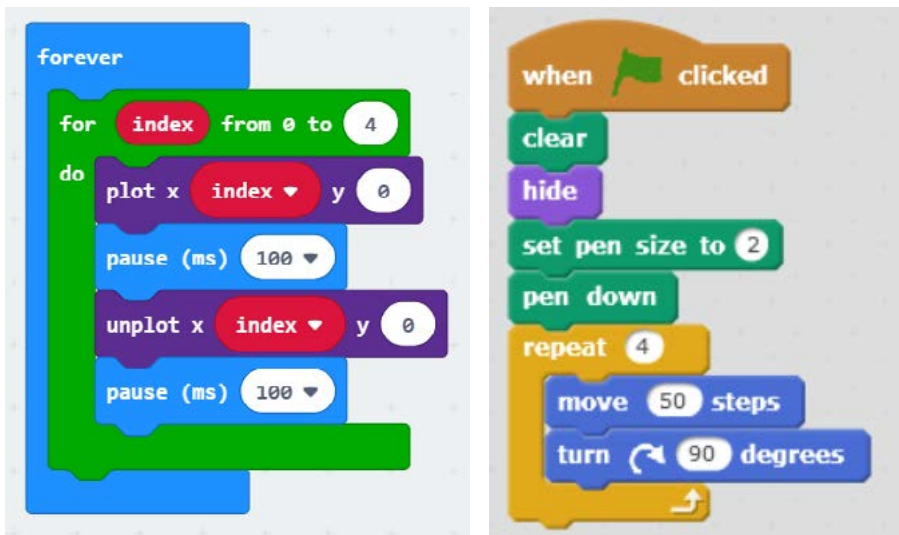 forever
for index from 0 to 4
do
plot x index y 0
pause (ms) 100
unplot x index y 0
pause (ms) 100
when clicked
clear
hide
set pen size to 2
pen down
repeat 4
move 50 steps
turn 90 degrees